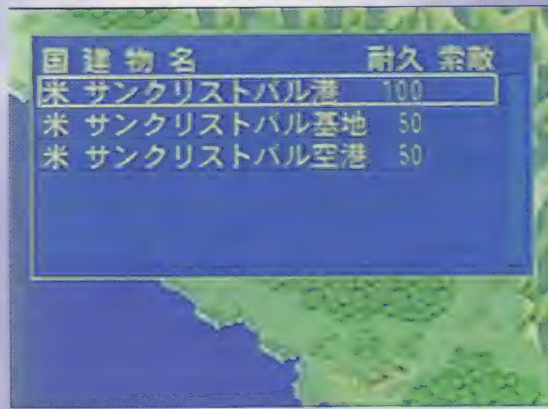 国 建物名 耐久 索敵
米 サンクリストバル港 100
米 サンクリストバル基地 50
米 サンクリストバル空港 50